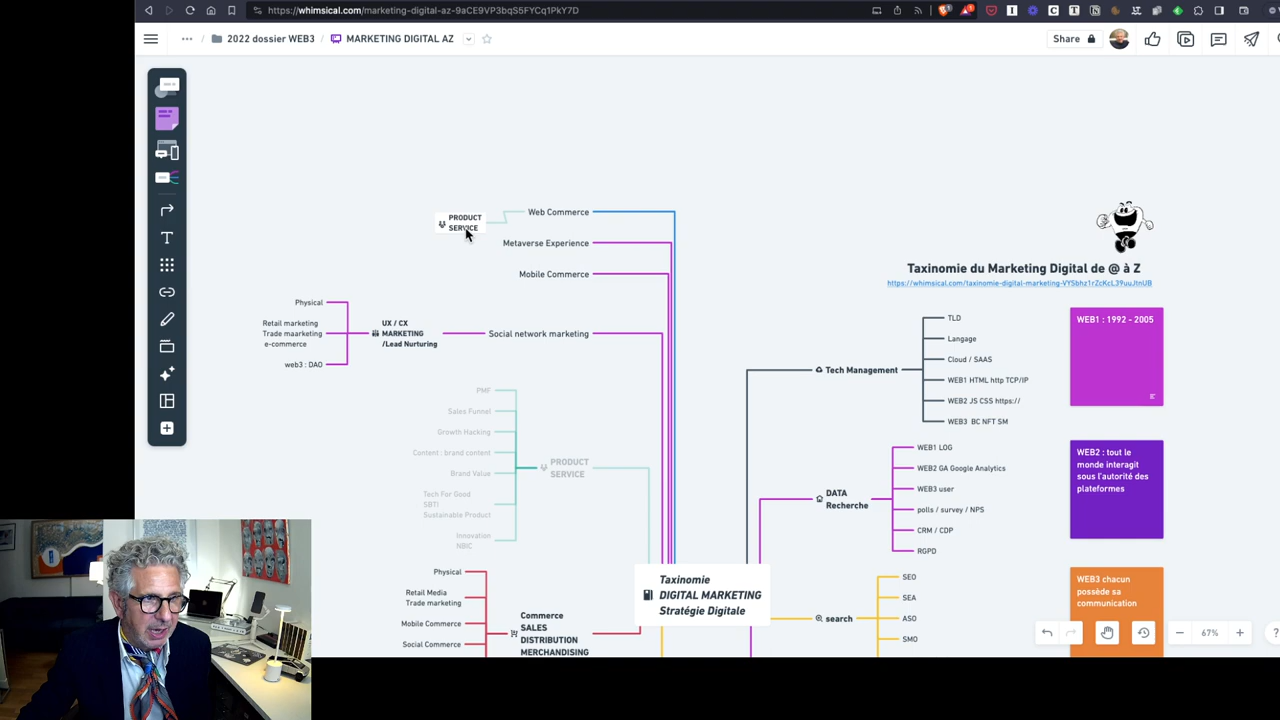 https://whimsical.com/marketing-digital-az-9aCE9VP3bqS5FYCq1PkY7D
... / 2022 dossier WEB3 / MARKETING DIGITAL AZ
Share
PRODUCT
SERVICE
Web Commerce
Metaverse Experience
Mobile Commerce
Physical
Retail marketing
Trade maarketing
e-commerce
web3 : DAO
UX / CX
MARKETING
/Lead Nurturing
Social network marketing
PMF
Sales Funnel
Growth Hacking
Content : brand content
Brand Value
Tech For Good
SBTI
Sustainable Product
Innovation
NBIC
PRODUCT
SERVICE
Physical
Retail Media
Trade marketing
Mobile Commerce
Social Commerce
Commerce
SALES
DISTRIBUTION
MERCHANDISING
Taxinomie
DIGITAL MARKETING
Stratégie Digitale
Taxinomie du Marketing Digital de @ à Z
Tech Management
TLD
Langage
Cloud / SAAS
WEB1 HTML http TCP/IP
WEB2 JS CSS https://
WEB3 BC NFT SM
DATA
Recherche
WEB1 LOG
WEB2 GA Google Analytics
WEB3 user
polls / survey / NPS
CRM / CDP
RGPD
search
SEO
SEA
ASO
SMO
WEB1 : 1992 - 2005
WEB2 : tout le
monde interagit
sous l'autorité des
plateformes
WEB3 chacun
possède sa
communication
67%